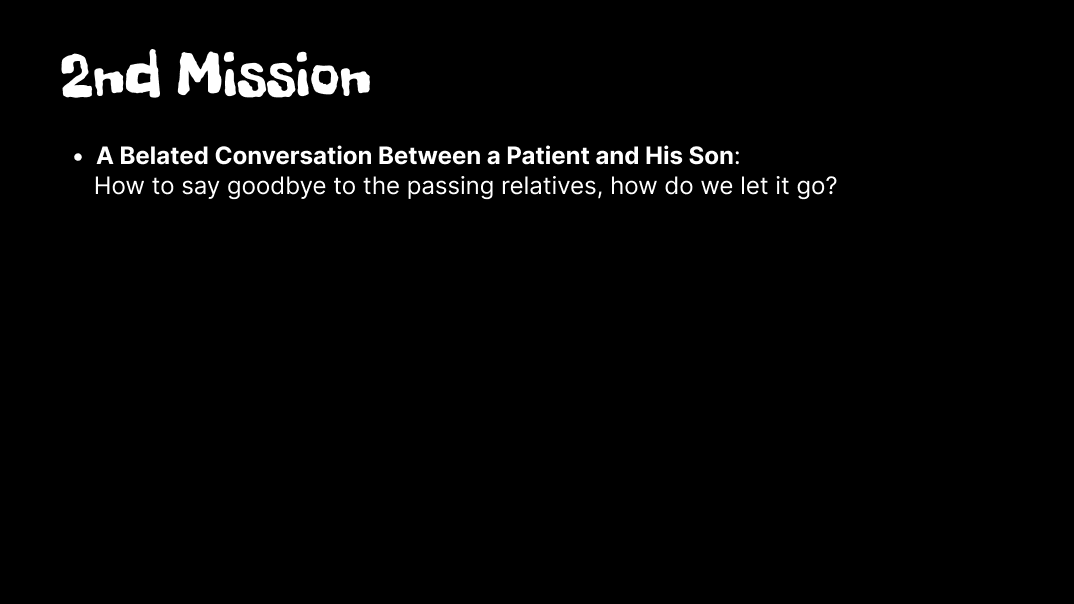 2nd Mission
• A Belated Conversation Between a Patient and His Son:
How to say goodbye to the passing relatives, how do we let it go?